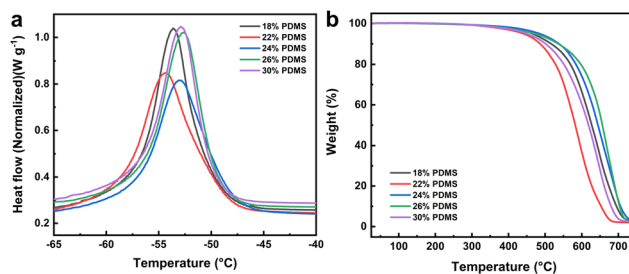 a
Heat flow (Normalized)(W g⁻¹)
1.0
0.8
0.6
0.4
0.2
18% PDMS
22% PDMS
24% PDMS
26% PDMS
30% PDMS
-65 -60 -55 -50 -45 -40
Temperature (°C)
b
Weight (%)
100
80
60
40
20
0
18% PDMS
22% PDMS
24% PDMS
26% PDMS
30% PDMS
100 200 300 400 500 600 700
Temperature (°C)